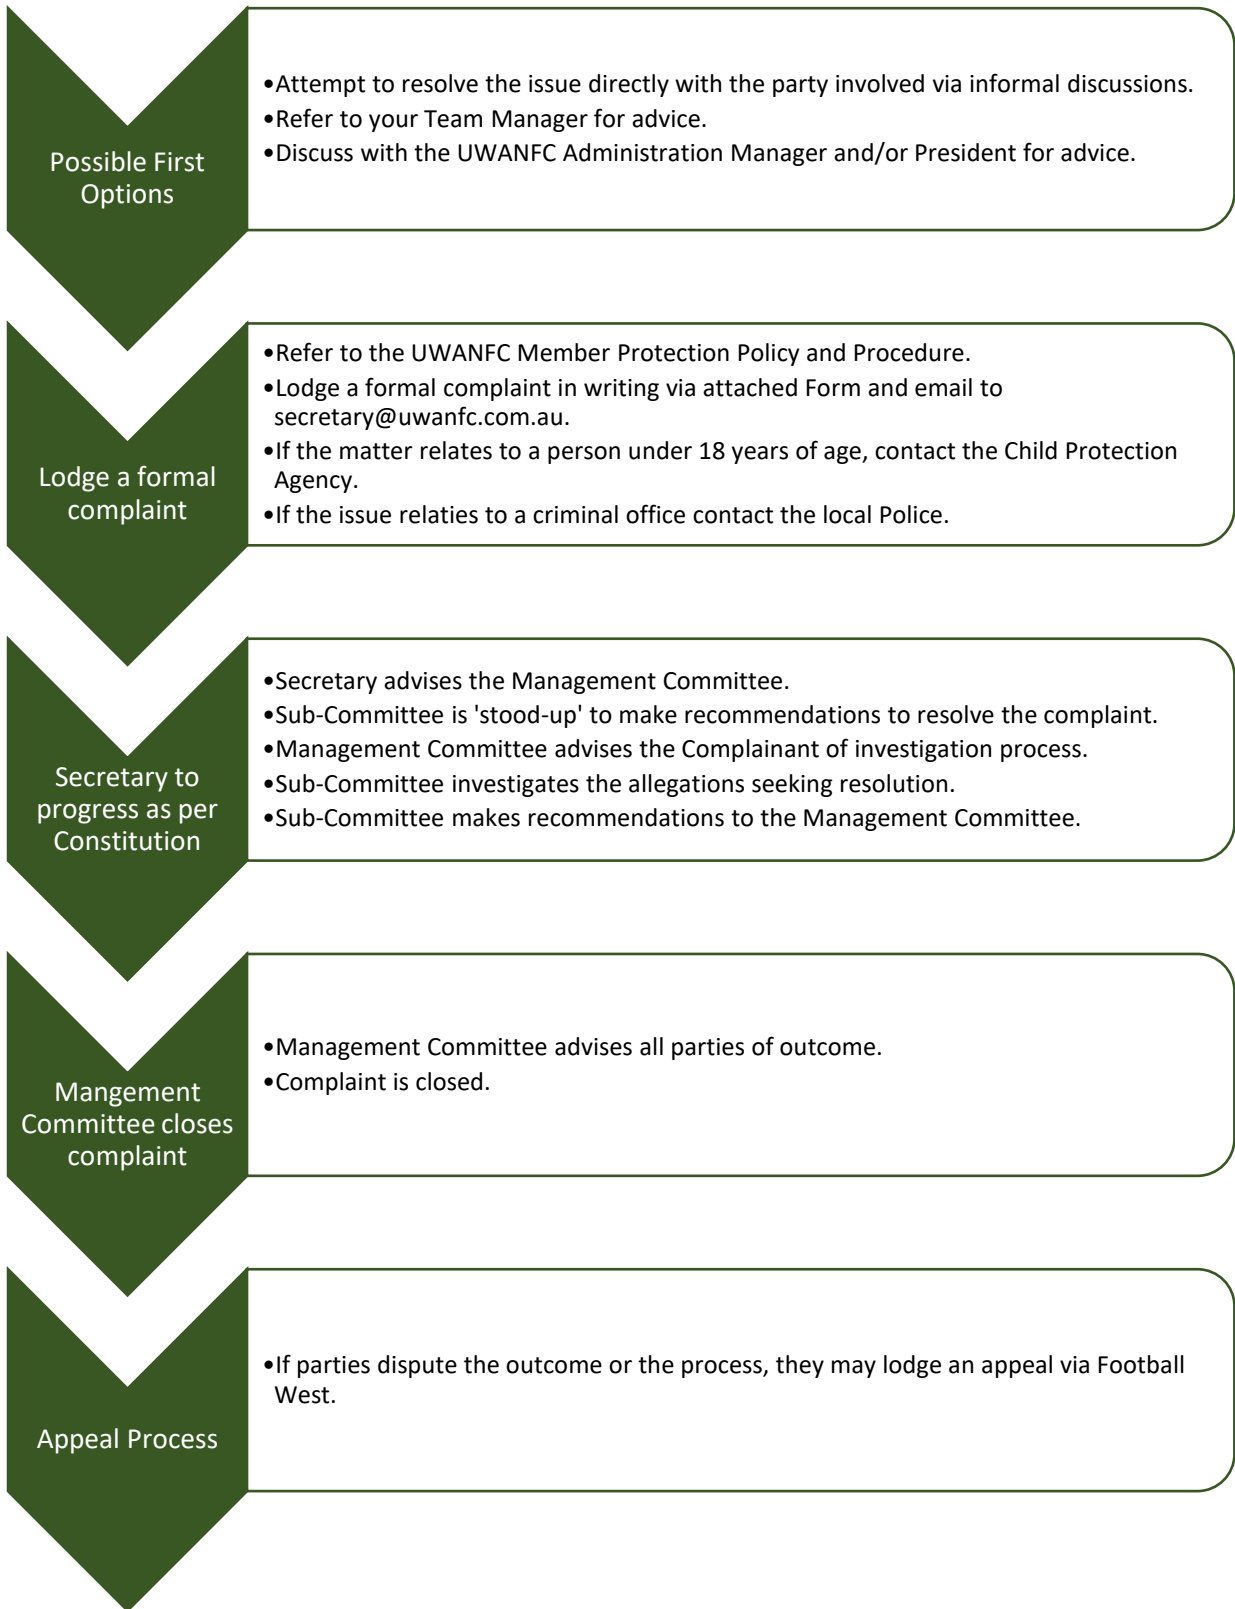 Possible First
Options
•Attempt to resolve the issue directly with the party involved via informal discussions.
•Refer to your Team Manager for advice.
•Discuss with the UWANFC Administration Manager and/or President for advice.
Lodge a formal
complaint
•Refer to the UWANFC Member Protection Policy and Procedure.
•Lodge a formal complaint in writing via attached Form and email to
secretary@uwanfc.com.au.
•If the matter relates to a person under 18 years of age, contact the Child Protection
Agency.
•If the issue relaties to a criminal office contact the local Police.
Secretary to
progress as per
Constitution
•Secretary advises the Management Committee.
•Sub-Committee is 'stood-up' to make recommendations to resolve the complaint.
•Management Committee advises the Complainant of investigation process.
•Sub-Committee investigates the allegations seeking resolution.
•Sub-Committee makes recommendations to the Management Committee.
Mangement
Committee closes
complaint
•Management Committee advises all parties of outcome.
•Complaint is closed.
Appeal Process
•If parties dispute the outcome or the process, they may lodge an appeal via Football
West.